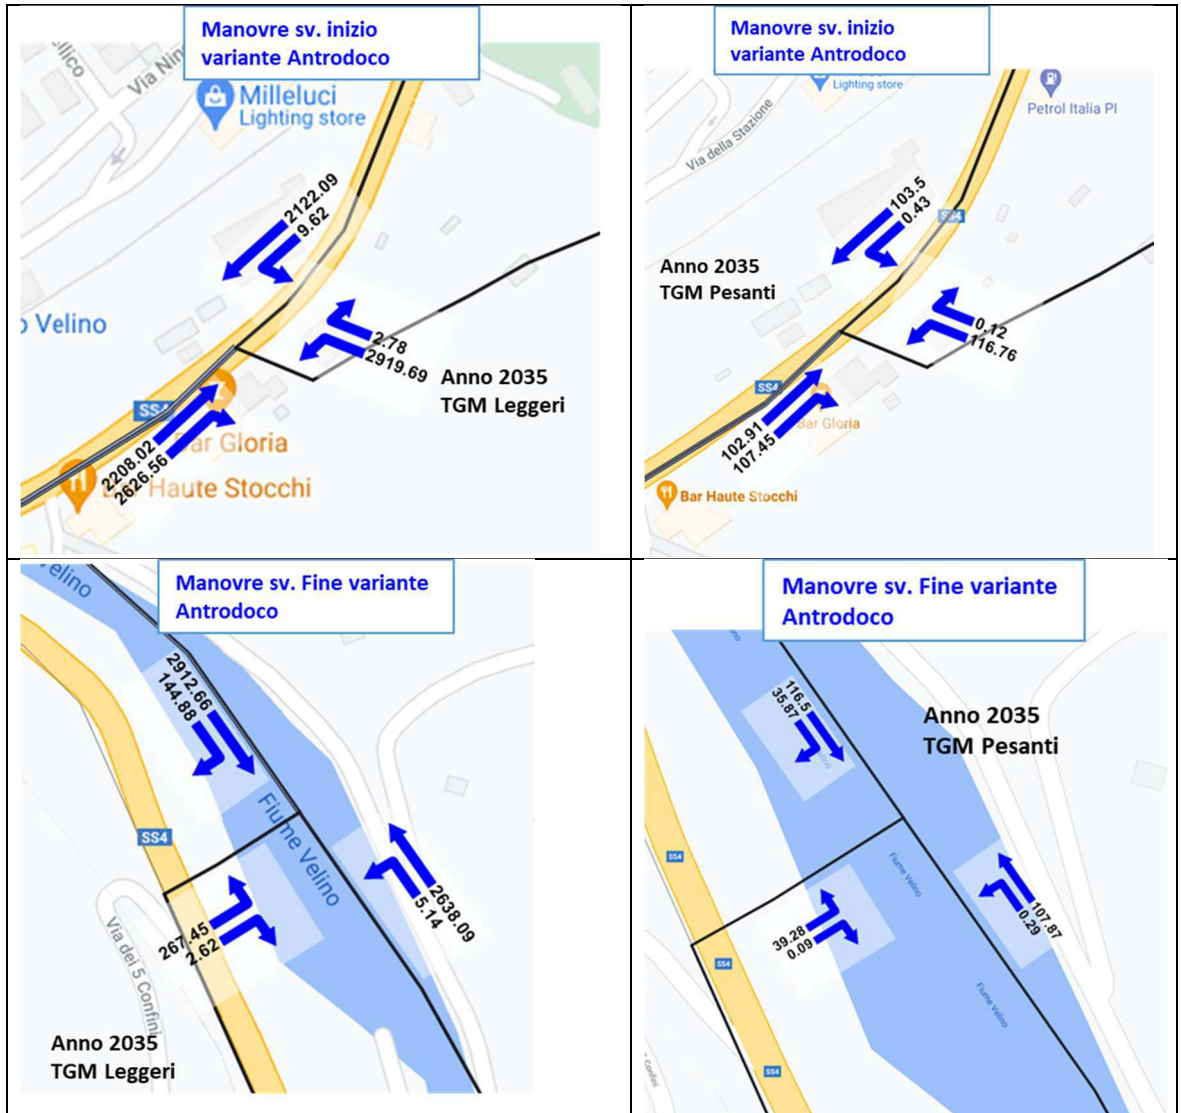 Manovre sv. inizio
variante Antrodoco
Via Nin
Milleluci
Lighting store
2122.09
9.62
o Velino
2.78
2919.69
Anno 2035
TGM Leggeri
SS4
Bar Gloria
2208.02
2626.56
Bar Haute Stocchi
Manovre sv. inizio
variante Antrodoco
Lighting store
Petrol Italia Pl
Via della Stazione
103.5
0.43
SS4
Anno 2035
TGM Pesanti
0.12
116.76
SS4
Bar Gloria
102.91
107.45
Bar Haute Stocchi
Manovre sv. Fine variante
Antrodoco
Velino
2912.66
144.88
Fiume Velino
SS4
2638.09
5.14
267.45
2.62
Via dei 5 Confini
Anno 2035
TGM Leggeri
Manovre sv. Fine variante
Antrodoco
116.5
35.87
Anno 2035
TGM Pesanti
SS4
Fiume Velino
107.87
0.29
39.28
0.09
SS4
Fiume Velino
SS4
Confini